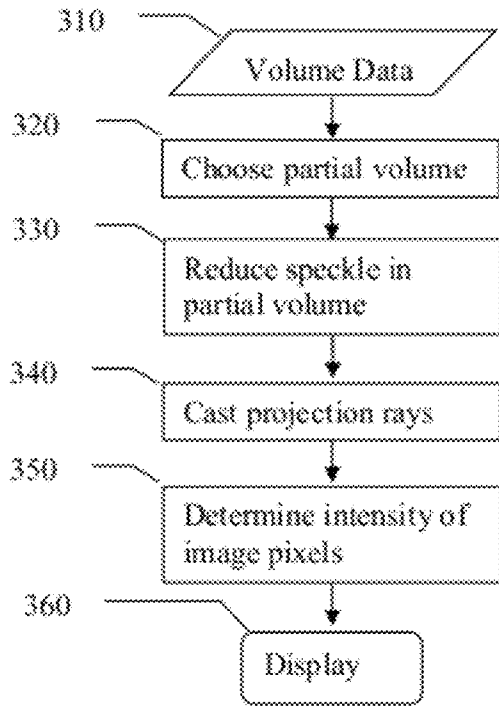 310
Volume Data
320
Choose partial volume
330
Reduce speckle in
partial volume
340
Cast projection rays
350
Determine intensity of
image pixels
360
Display